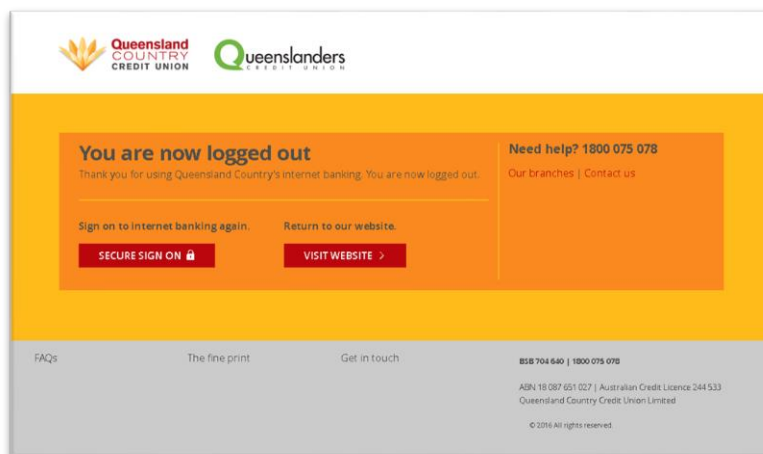 Queensland
COUNTRY
CREDIT UNION
Queenslanders
CREDIT UNION
You are now logged out
Thank you for using Queensland Country's internet banking. You are now logged out.
Need help? 1800 075 078
Our branches | Contact us
Sign on to internet banking again.
Return to our website.
SECURE SIGN ON
VISIT WEBSITE >
FAQs
The fine print
Get in touch
BSB 704 640 | 1800 075 078
ABN 18 087 651 027 | Australian Credit Licence 244 533
Queensland Country Credit Union Limited
© 2016 All rights reserved.